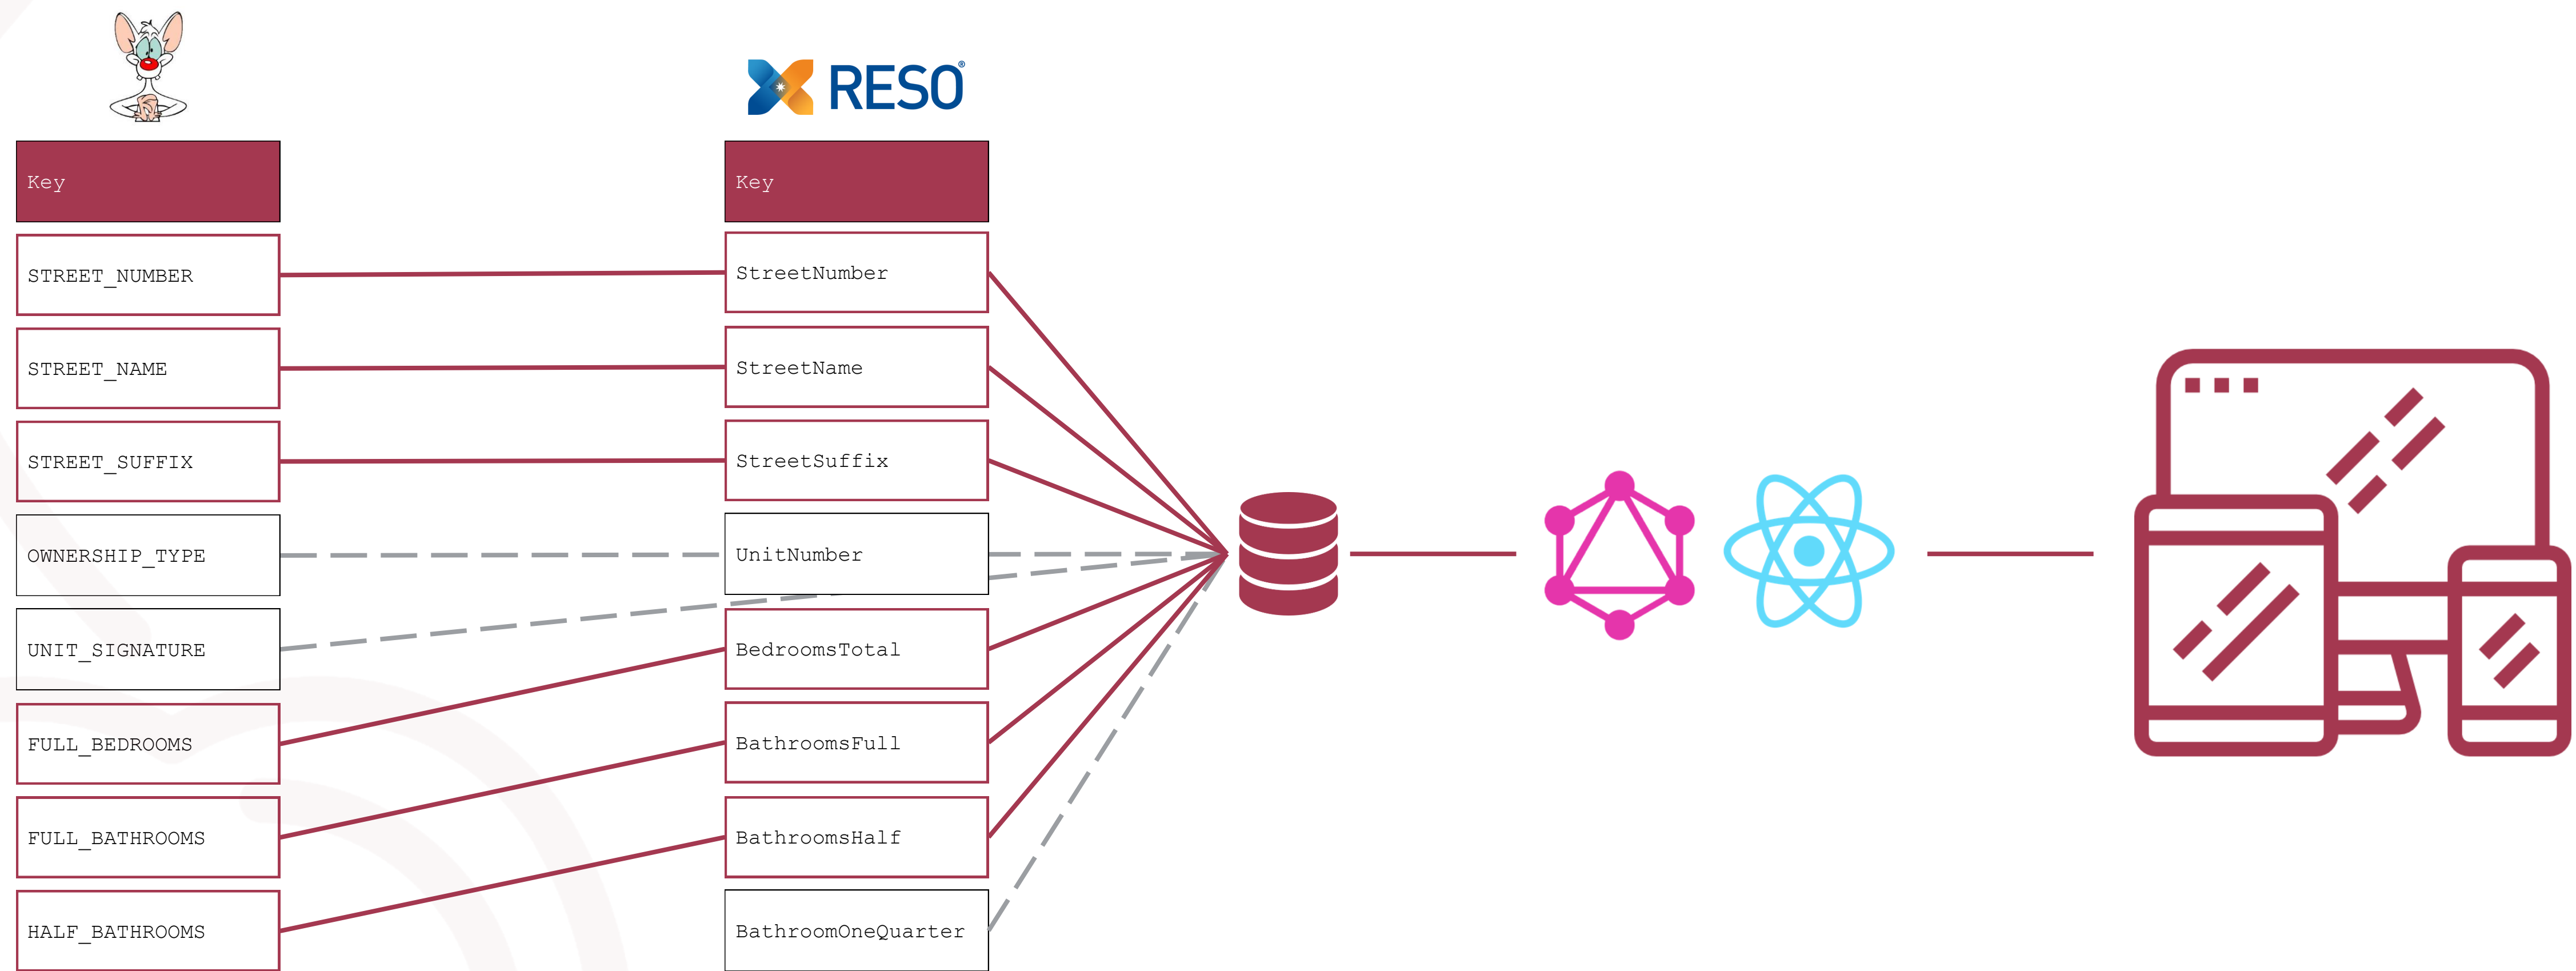 RESO®
Key
STREET_NUMBER
STREET_NAME
STREET_SUFFIX
OWNERSHIP_TYPE
UNIT_SIGNATURE
FULL_BEDROOMS
FULL_BATHROOMS
HALF_BATHROOMS
Key
StreetNumber
StreetName
StreetSuffix
UnitNumber
BedroomsTotal
BathroomsFull
BathroomsHalf
BathroomOneQuarter